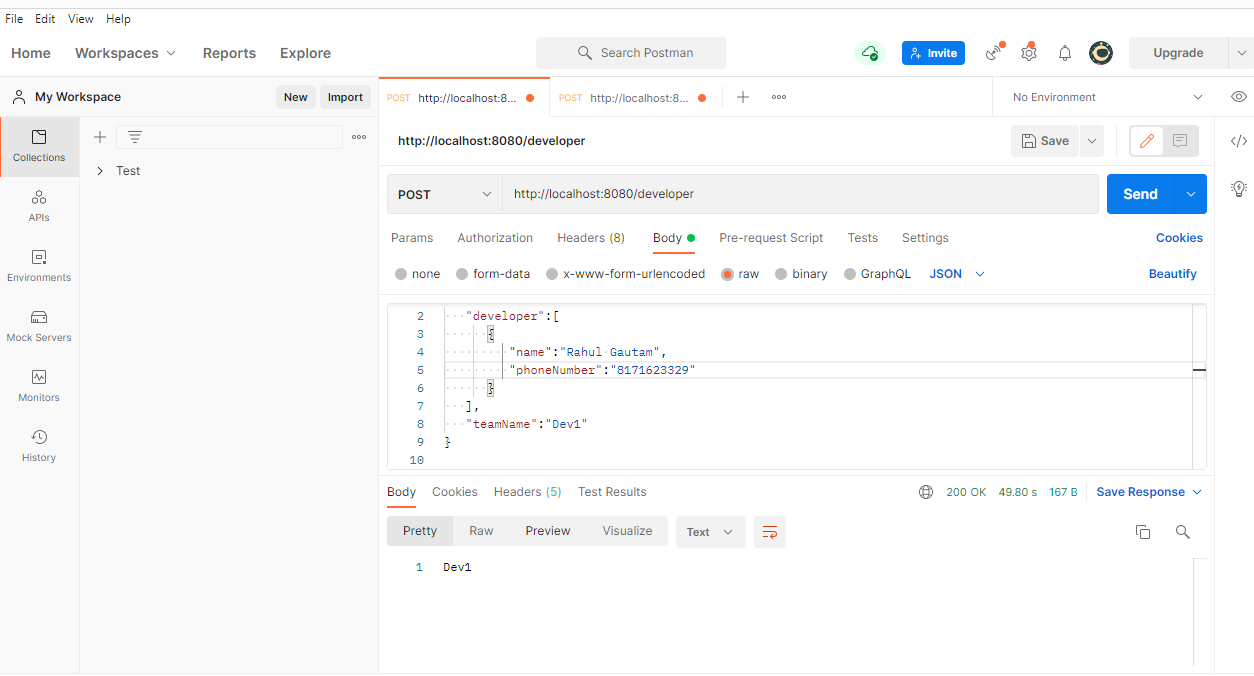 File Edit View Help
Home Workspaces Reports Explore Search Postman Invite Upgrade
My Workspace New Import POST http://localhost:8... POST http://localhost:8... No Environment
Collections
APIs
Environments
Mock Servers
Monitors
History
Test
http://localhost:8080/developer Save
POST http://localhost:8080/developer Send
Params Authorization Headers (8) Body Pre-request Script Tests Settings Cookies
none form-data x-www-form-urlencoded raw binary GraphQL JSON Beautify
2 "developer":[
3 {
4 "name":"Rahul Gautam",
5 "phoneNumber":"8171623329"
6 }
7 ],
8 "teamName":"Dev1"
9 }
10
Body Cookies Headers (5) Test Results 200 OK 49.80 s 167 B Save Response
Pretty Raw Preview Visualize Text
1 Dev1